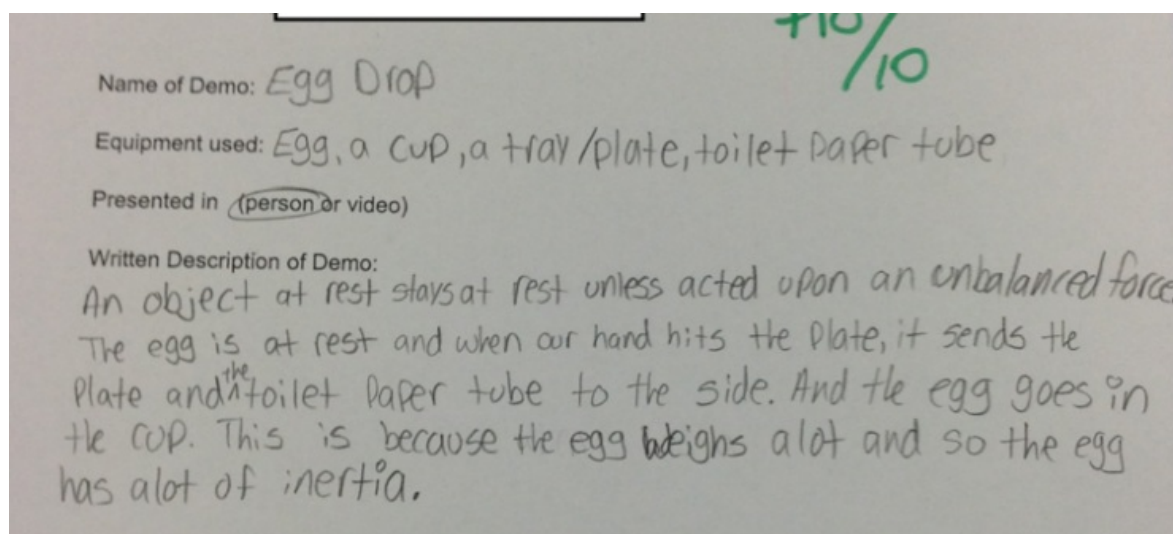 +10/10
Name of Demo: Egg Drop
Equipment used: Egg, a cup, a tray/plate, toilet paper tube
Presented in (person or video)
Written Description of Demo:
An object at rest stays at rest unless acted upon an unbalanced force
The egg is at rest and when our hand hits the plate, it sends the
plate and the toilet paper tube to the side. And the egg goes in
the cup. This is because the egg weighs alot and so the egg
has alot of inertia.